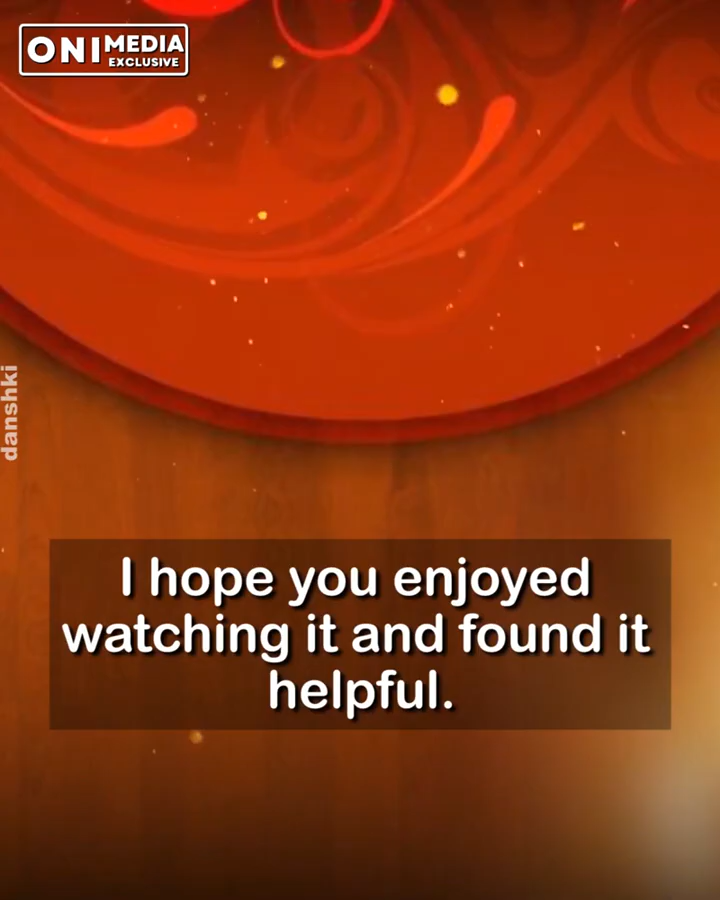 ONI MEDIA
EXCLUSIVE
danshki
I hope you enjoyed
watching it and found it
helpful.